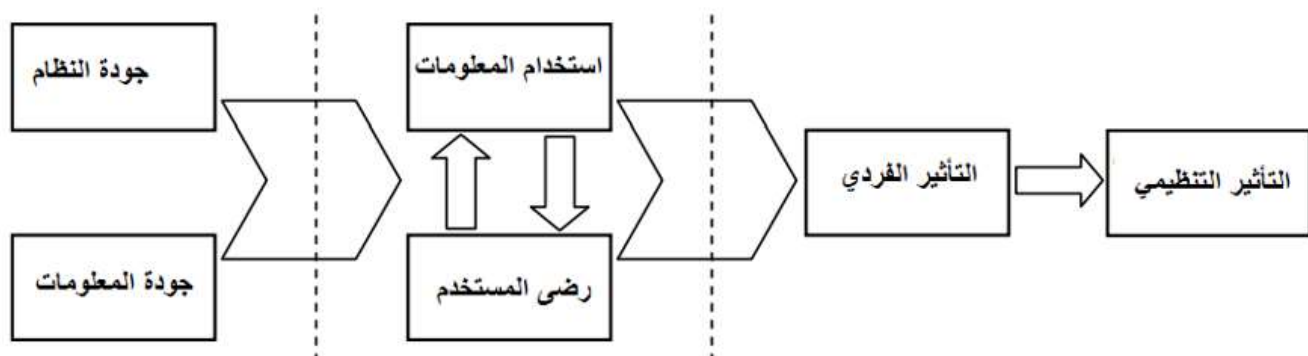 جودة النظام
استخدام المعلومات
التأثير الفردي
التأثير التنظيمي
جودة المعلومات
رضى المستخدم